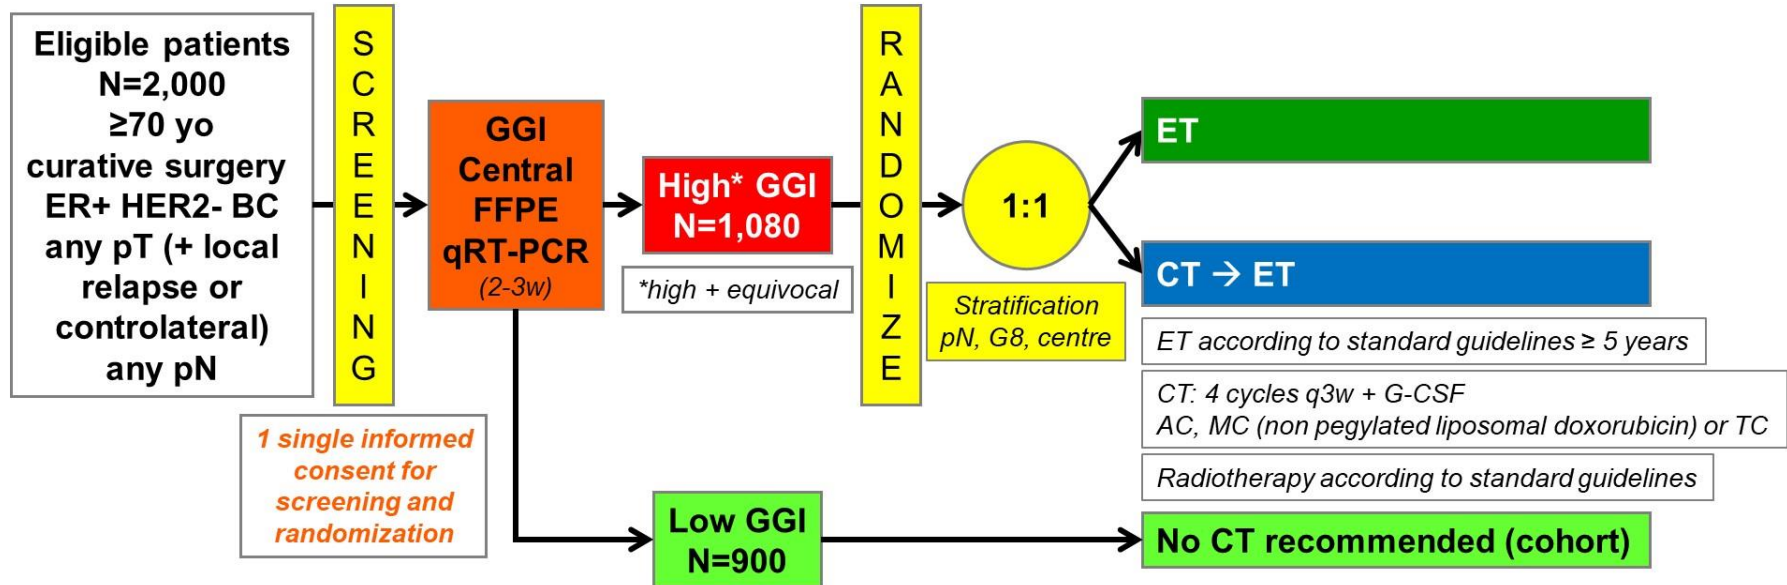 Eligible patients
N=2,000
≥70 yo
curative surgery
ER+ HER2- BC
any pT (+ local
relapse or
controlateral)
any pN
S
C
R
E
E
N
I
N
G
1 single informed
consent for
screening and
randomization
GGI
Central
FFPE
qRT-PCR
(2-3w)
High* GGI
N=1,080
*high + equivocal
R
A
N
D
O
M
I
Z
E
1:1
Stratification
pN, G8, centre
ET
CT → ET
ET according to standard guidelines ≥ 5 years
CT: 4 cycles q3w + G-CSF
AC, MC (non pegylated liposomal doxorubicin) or TC
Radiotherapy according to standard guidelines
Low GGI
N=900
No CT recommended (cohort)